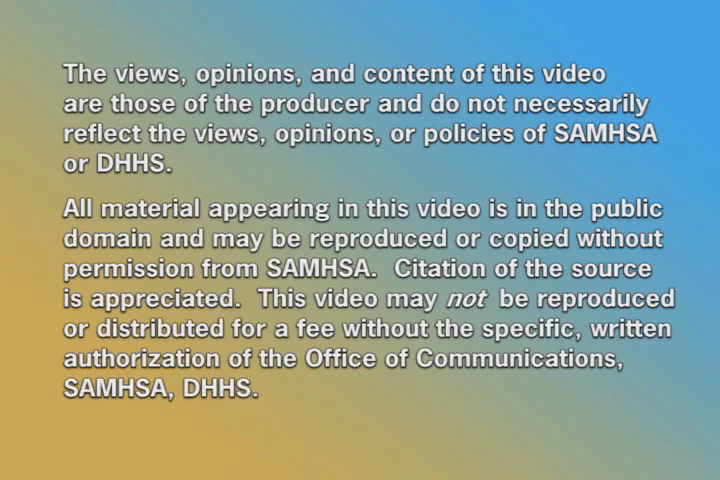 The views, opinions, and content of this video
are those of the producer and do not necessarily
reflect the views, opinions, or policies of SAMHSA
or DHHS.
All material appearing in this video is in the public
domain and may be reproduced or copied without
permission from SAMHSA.  Citation of the source
is appreciated.  This video may not be reproduced
or distributed for a fee without the specific, written
authorization of the Office of Communications,
SAMHSA, DHHS.